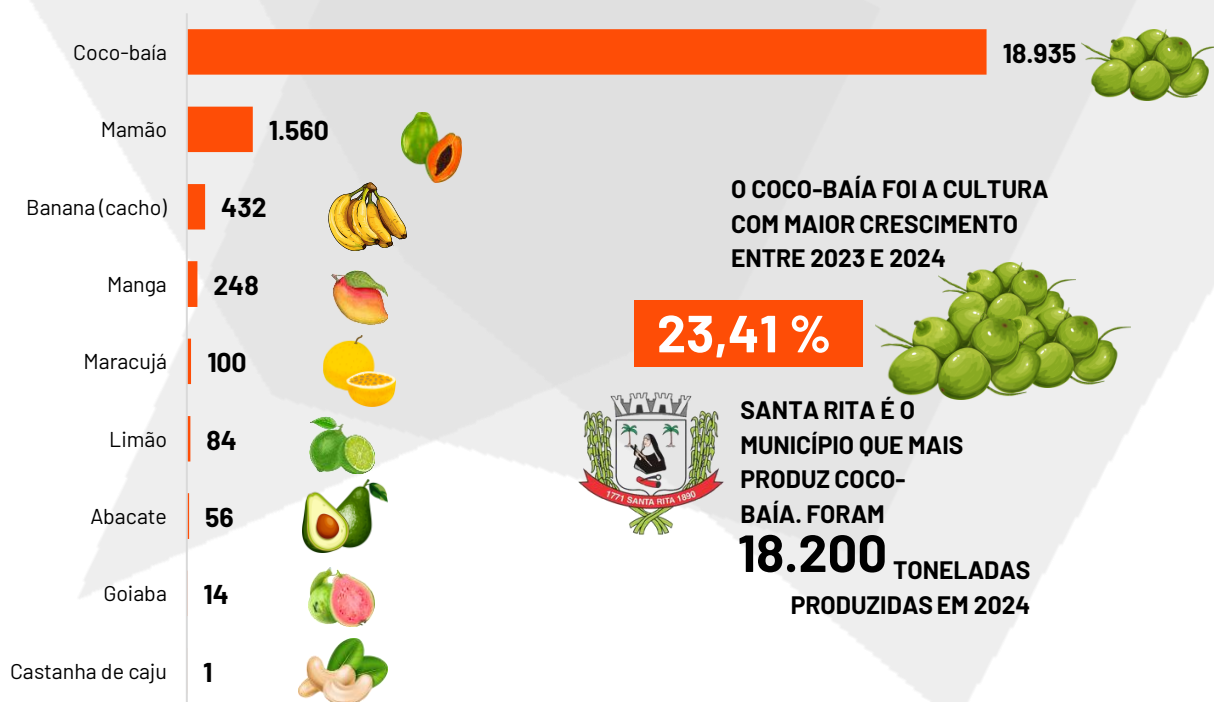 Coco-baía 18.935
Mamão 1.560
Banana (cacho) 432
Manga 248
Maracujá 100
Limão 84
Abacate 56
Goiaba 14
Castanha de caju 1
O COCO-BAÍA FOI A CULTURA
COM MAIOR CRESCIMENTO
ENTRE 2023 E 2024
23,41 %
1771 SANTA RITA 1890
SANTA RITA É O
MUNICÍPIO QUE MAIS
PRODUZ COCO-
BAÍA. FORAM
18.200 TONELADAS
PRODUZIDAS EM 2024